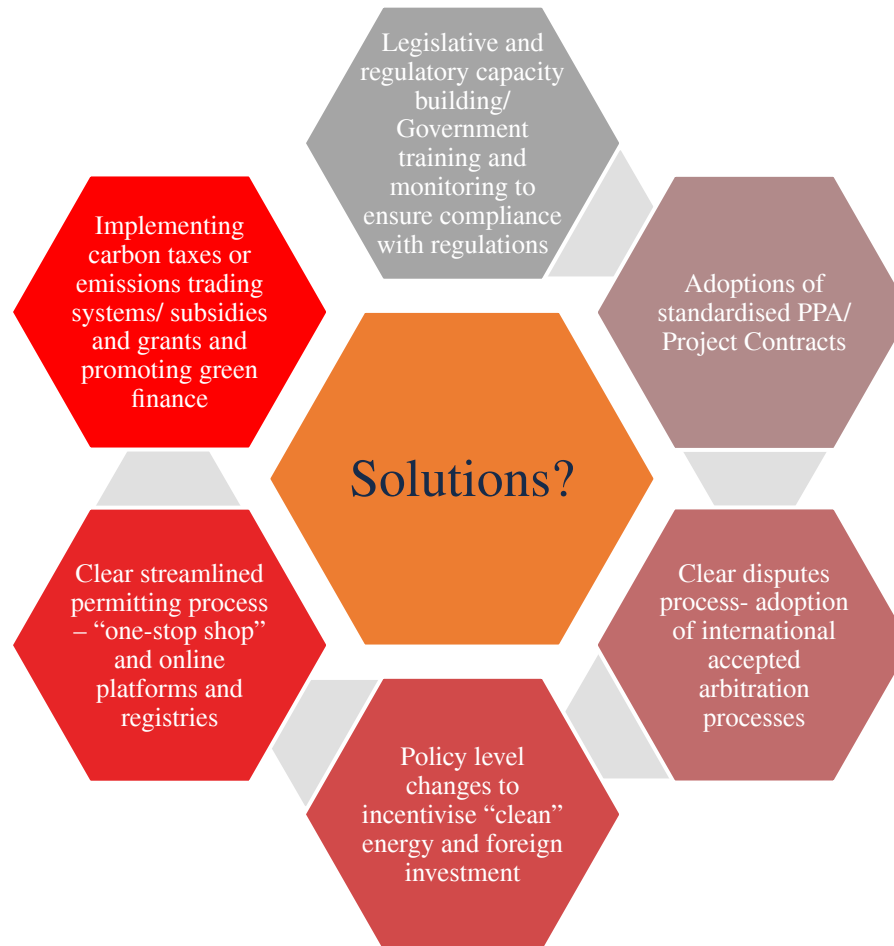 Legislative and
regulatory capacity
building/
Government
training and
monitoring to
ensure compliance
with regulations
Adoptions of
standardised PPA/
Project Contracts
Clear disputes
process- adoption
of international
accepted
arbitration
processes
Policy level
changes to
incentivise “clean”
energy and foreign
investment
Clear streamlined
permitting process
– “one-stop shop”
and online
platforms and
registries
Implementing
carbon taxes or
emissions trading
systems/ subsidies
and grants and
promoting green
finance
Solutions?